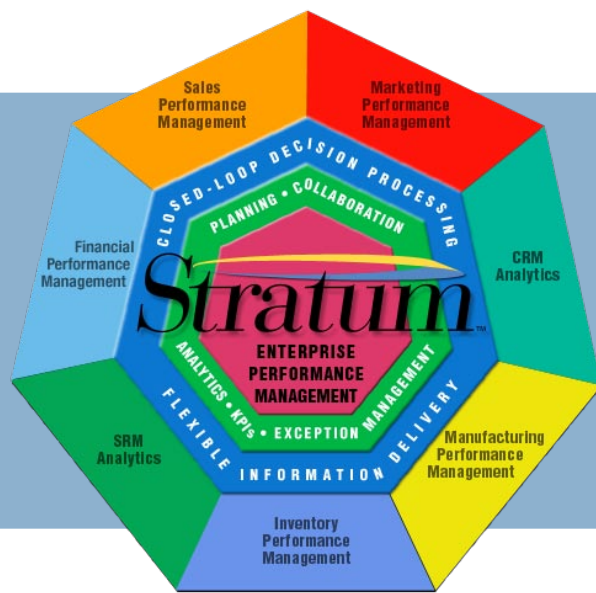 Sales
Performance
Management
Marketing
Performance
Management
CLOSED-LOOP DECISION PROCESSING
PLANNING • COLLABORATION
Financial
Performance
Management
CRM
Analytics
Stratum™
ENTERPRISE
PERFORMANCE
MANAGEMENT
ANALYTICS • KPIs • EXCEPTION MANAGEMENT
FLEXIBLE INFORMATION DELIVERY
SRM
Analytics
Manufacturing
Performance
Management
Inventory
Performance
Management